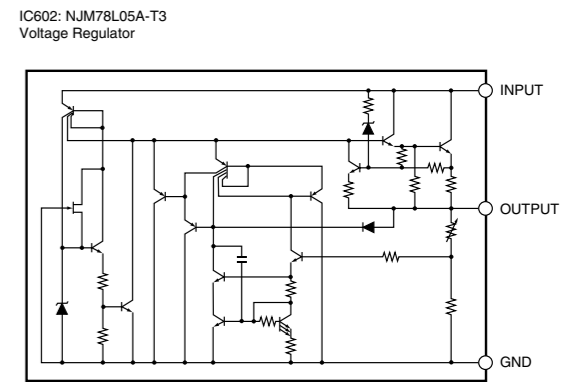 IC602: NJM78L05A-T3
Voltage Regulator
INPUT
OUTPUT
GND